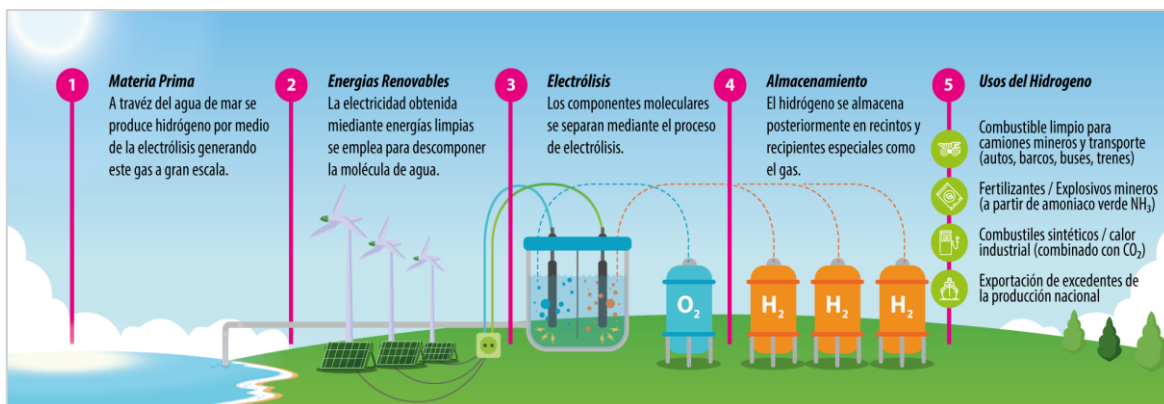 1
Materia Prima
A travéz del agua de mar se
produce hidrógeno por medio
de la electrólisis generando
este gas a gran escala.
2
Energias Renovables
La electricidad obtenida
miediante energías limpias
se emplea para descomponer
la molécula de agua.
3
Electrólisis
Los componentes moleculares
se separan mediante el proceso
de electrólisis.
4
Almacenamiento
El hidrógeno se almacena
posteriormente en recintos y
recipientes especiales como
el gas.
5
Usos del Hidrogeno
Combustible limpio para
camiones mineros y transporte
(autos, barcos, buses, trenes)
Fertilizantes / Explosivos mineros
(a partir de amoniaco verde NH₃)
Combustiles sintéticos / calor
industrial (combinado con CO₂)
Exportación de excedentes de
la producción nacional
O₂
H₂
H₂
H₂